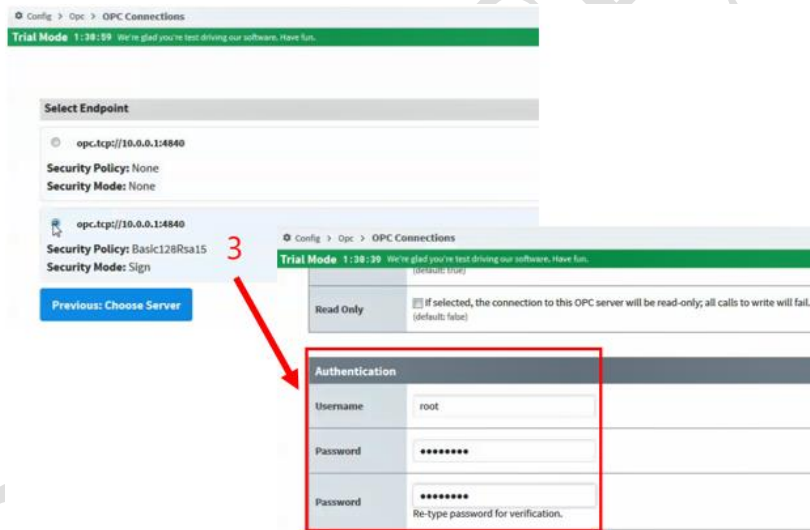 Config > Opc > OPC Connections
Trial Mode 1:30:59 We're glad you're test driving our software. Have fun.
Select Endpoint
opc.tcp://10.0.0.1:4840
Security Policy: None
Security Mode: None
opc.tcp://10.0.0.1:4840
Security Policy: Basic128Rsa15
Security Mode: Sign
Previous: Choose Server
3
Config > Opc > OPC Connections
Trial Mode 1:30:39 We're glad you're test driving our software. Have fun.
(default: true)
Read Only
If selected, the connection to this OPC server will be read-only; all calls to write will fail.
(default: false)
Authentication
Username
root
Password
••••••••
Password
••••••••
Re-type password for verification.